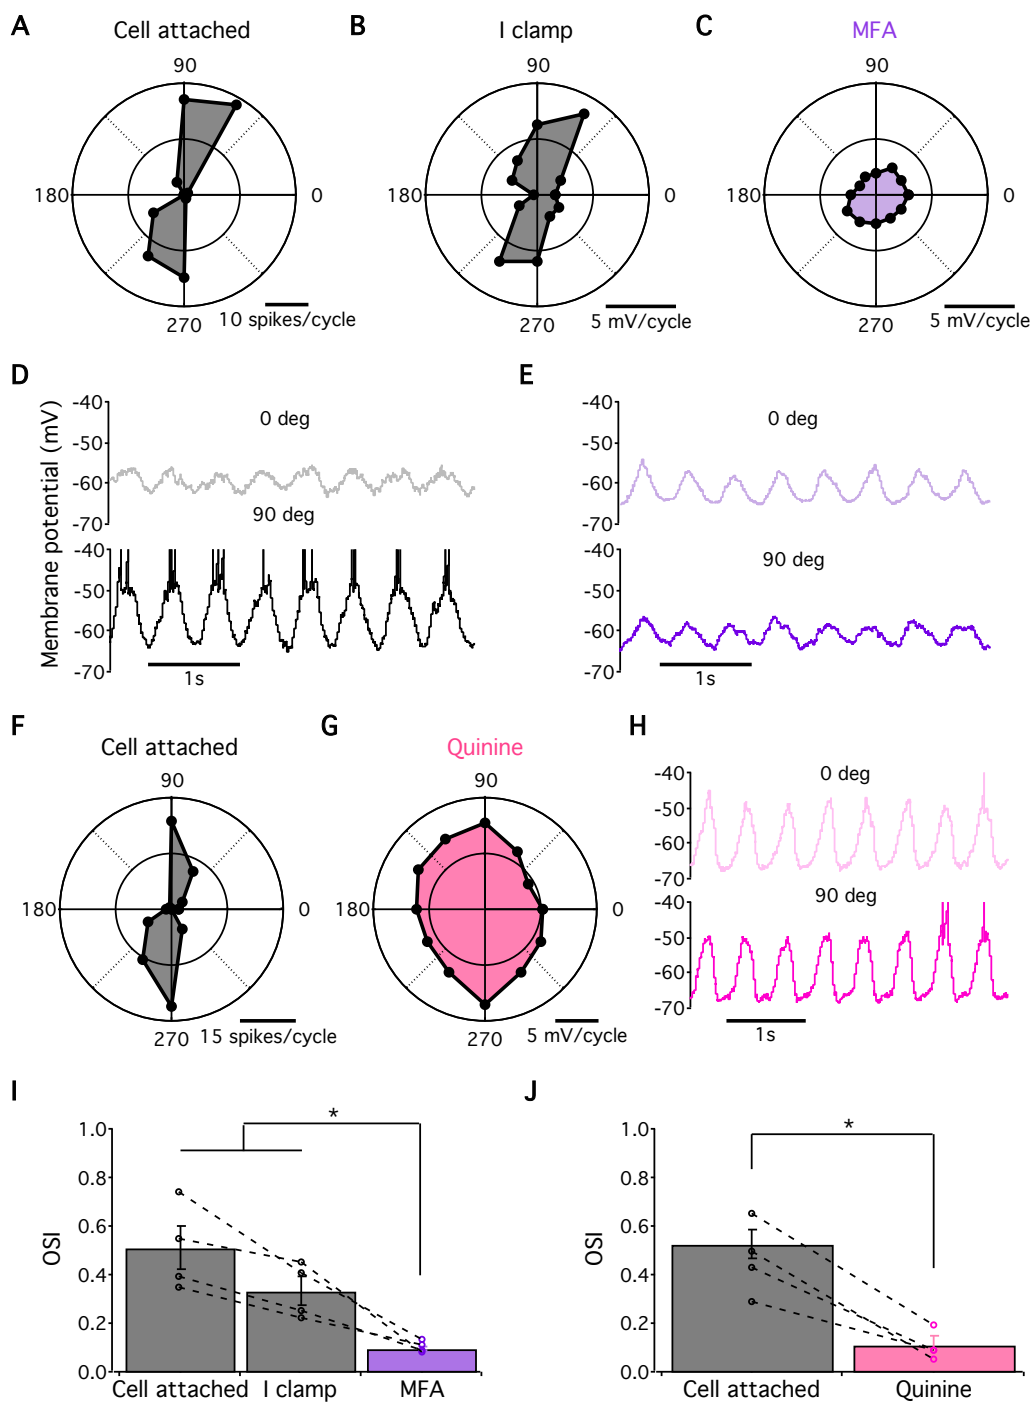 A Cell attached
B I clamp
C MFA
90
180
0
270
10 spikes/cycle
90
270
5 mV/cycle
90
180
0
270
5 mV/cycle
D
Membrane potential (mV)
-40
-50
-60
-70
0 deg
90 deg
-40
-50
-60
-70
1s
E
-40
-50
-60
-70
0 deg
-40
-50
-60
-70
90 deg
1s
F Cell attached
90
180
0
270
15 spikes/cycle
G Quinine
90
180
0
270
5 mV/cycle
H
-40
-50
-60
-70
0 deg
90 deg
-40
-50
-60
-70
1s
I
OSI
1.0
0.8
0.6
0.4
0.2
0.0
*
Cell attached
I clamp
MFA
J
OSI
1.0
0.8
0.6
0.4
0.2
0.0
*
Cell attached
Quinine